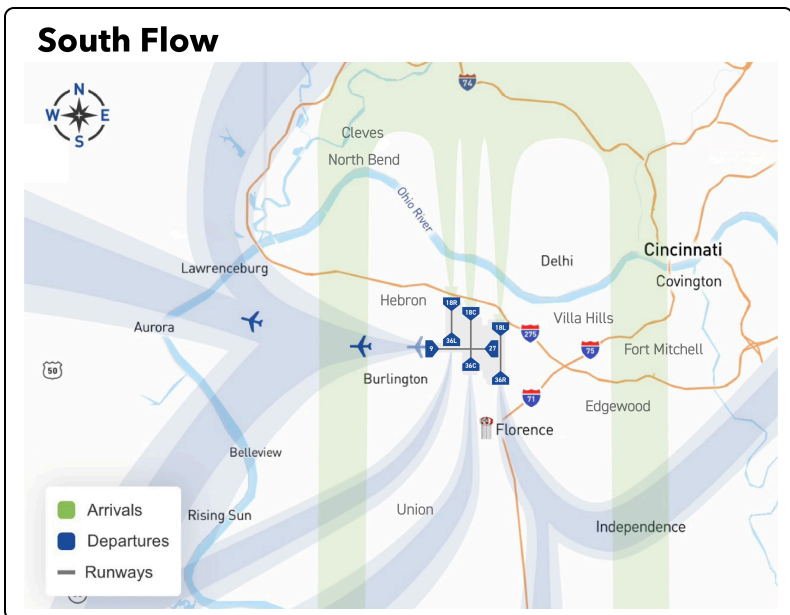 South Flow
N
W E
S
74
Cleves
North Bend
Ohio River
Cincinnati
Delhi
Lawrenceburg
Covington
Hebron
18R
18C
Villa Hills
Aurora
18L
275
36L
9
27
75
Fort Mitchell
50
36C
Burlington
36R
71
Edgewood
Florence
Belleview
Arrivals
Union
Rising Sun
Independence
Departures
Runways